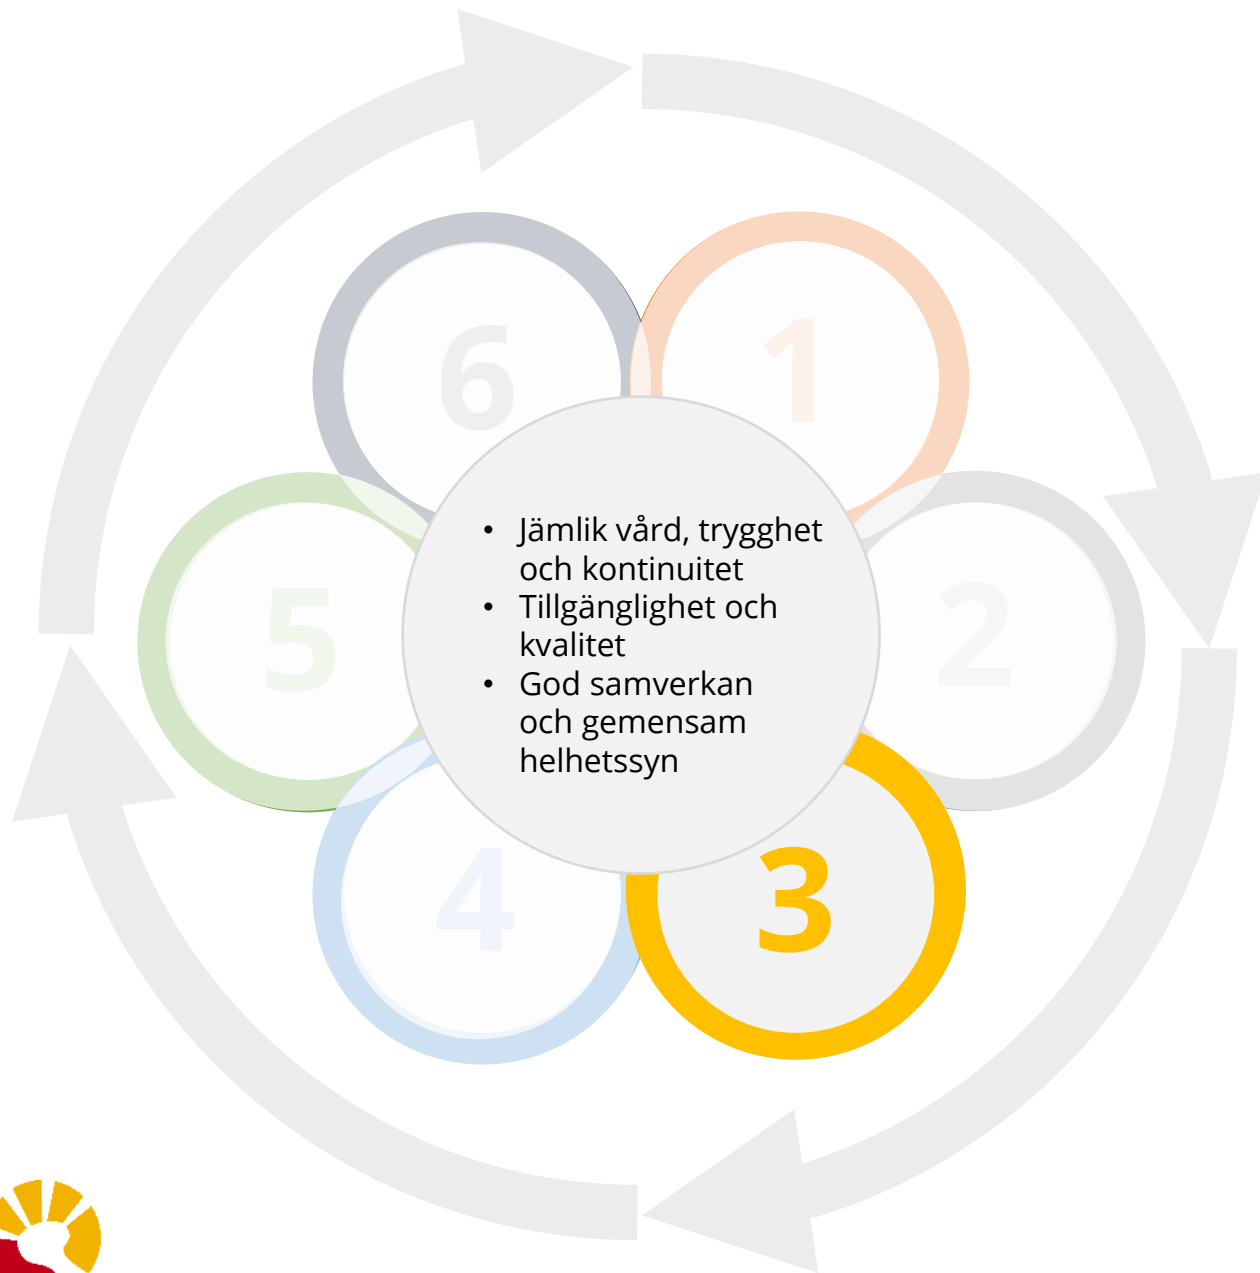 6
1
• Jämlik vård, trygghet
och kontinuitet
• Tillgänglighet och
kvalitet
• God samverkan
och gemensam
helhetssyn
5
2
4
3